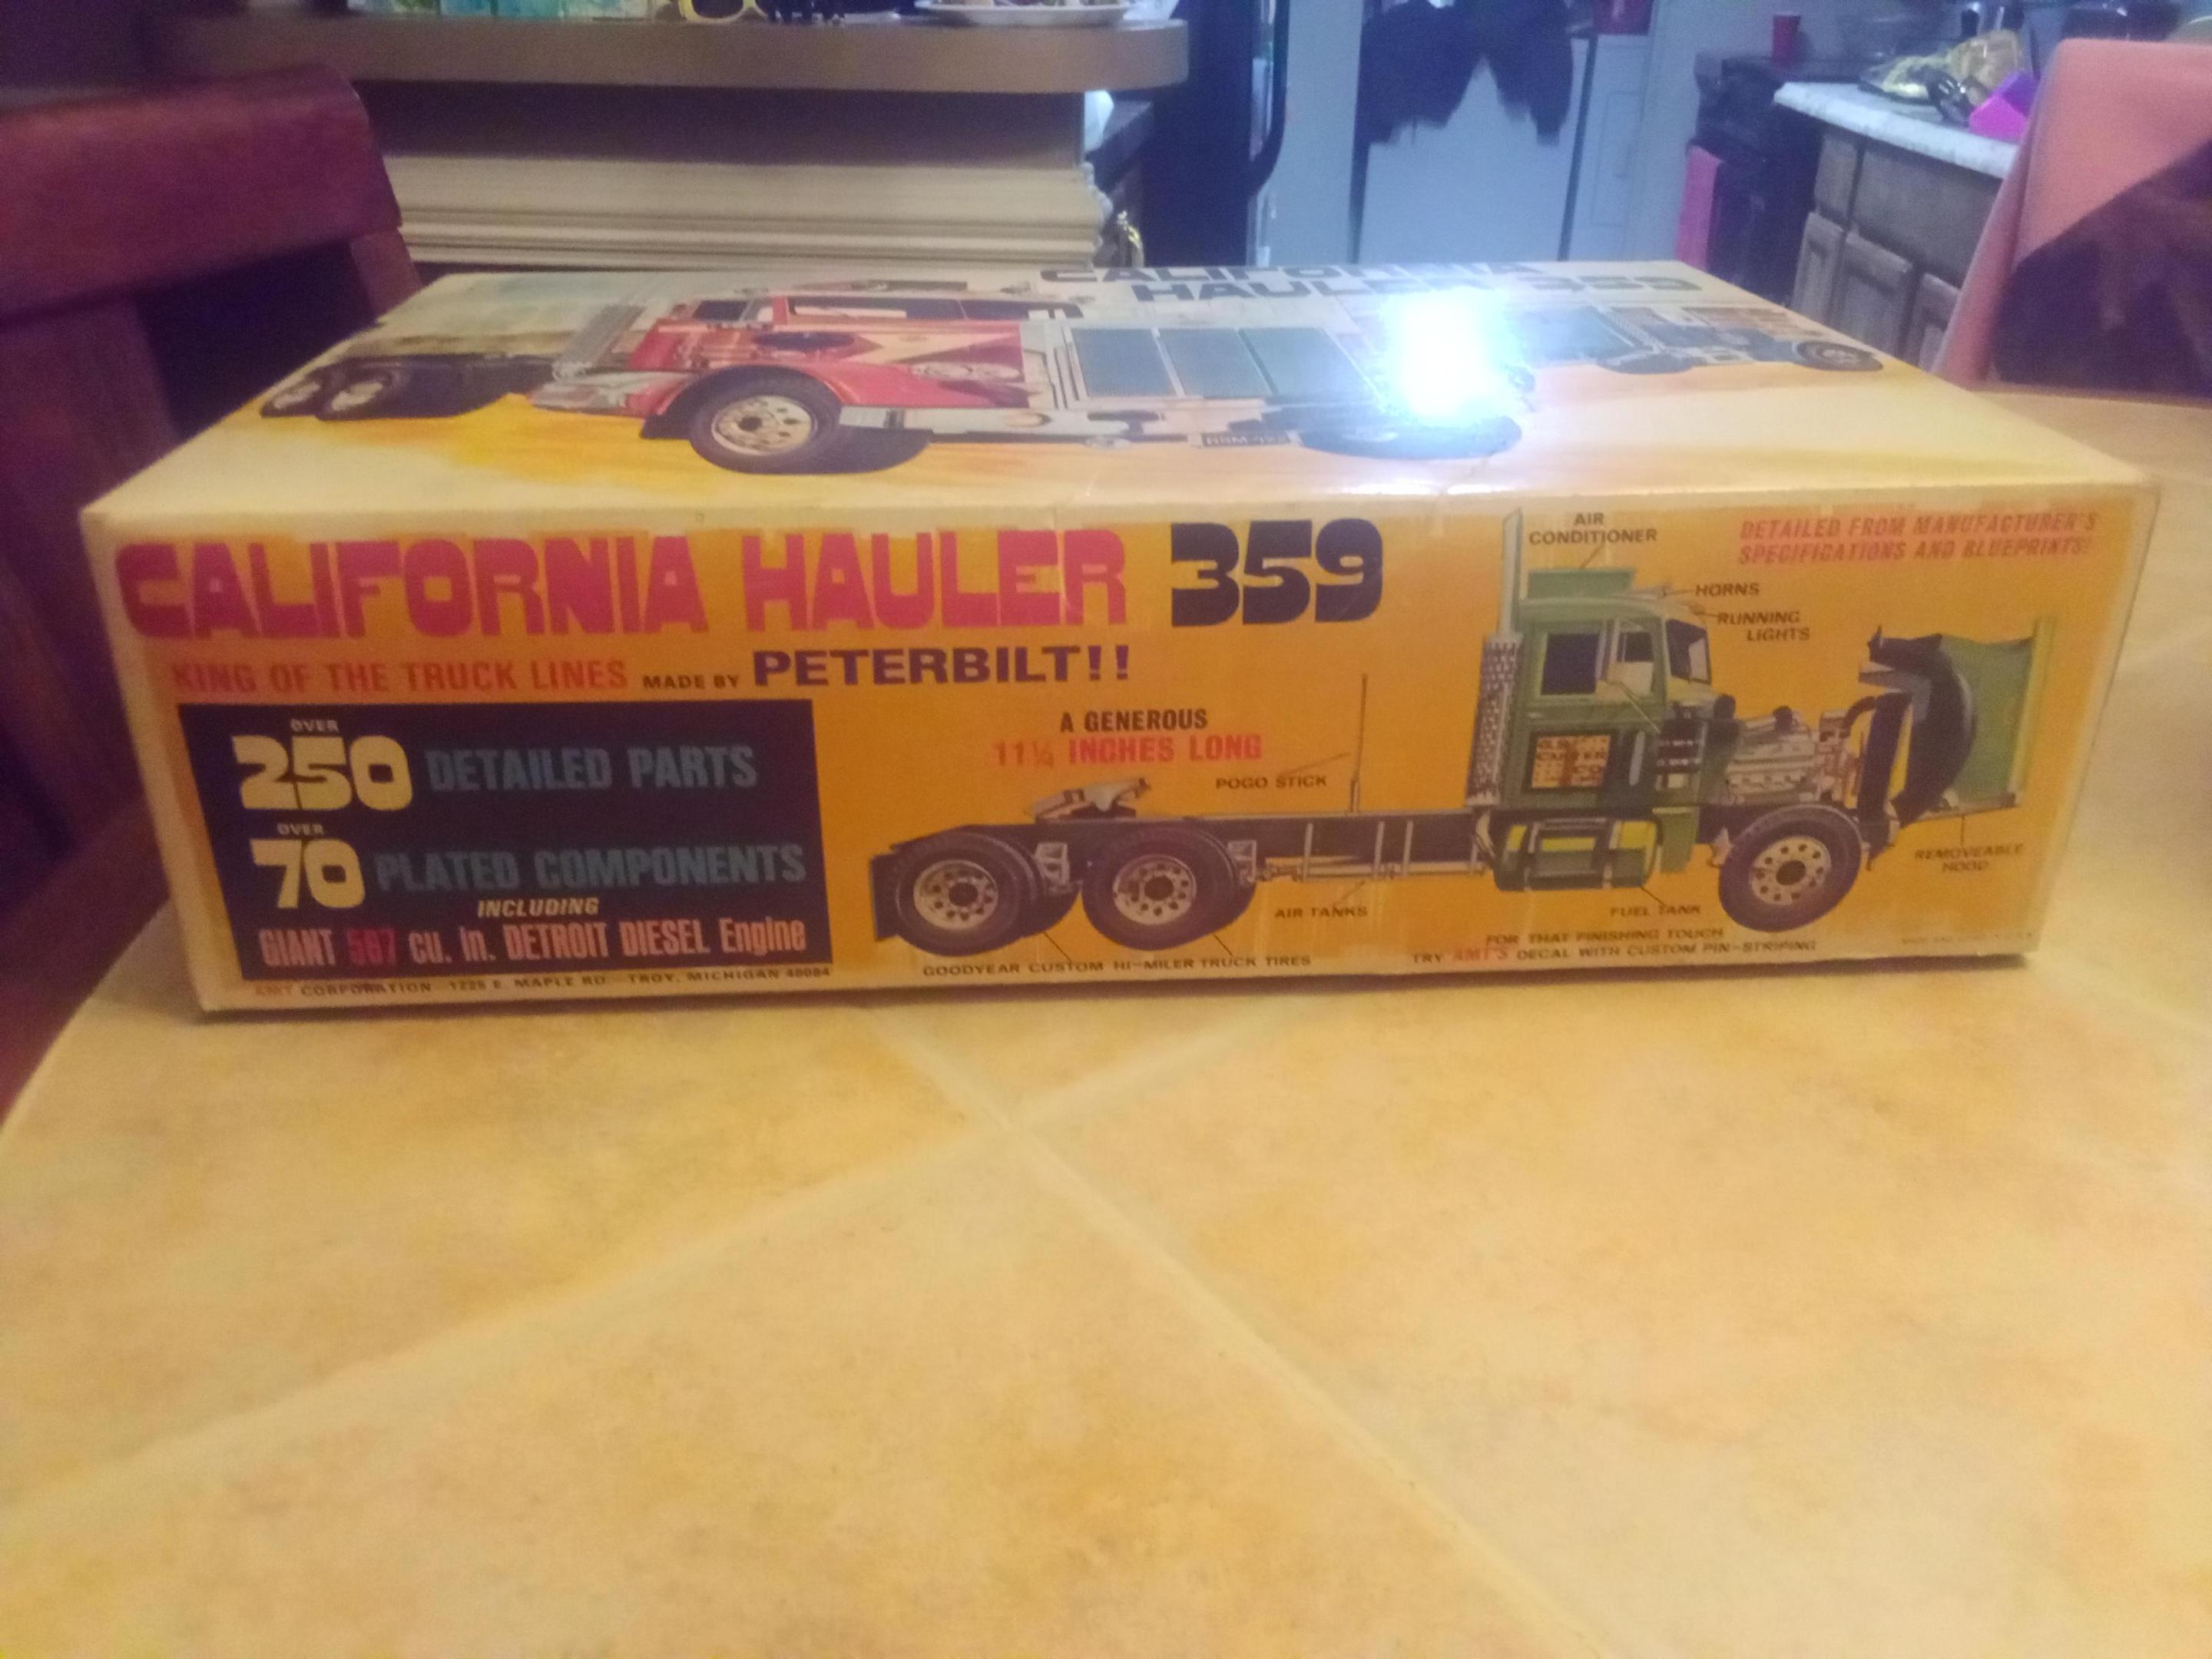 CALIFORNIA
HAULER 359
CALIFORNIA HAULER 359
KING OF THE TRUCK LINES MADE BY PETERBILT!!
OVER
250 DETAILED PARTS
OVER
70 PLATED COMPONENTS
INCLUDING
GIANT 567 cu. in. DETROIT DIESEL Engine
AMT CORPORATION 1225 E. MAPLE RD. TROY, MICHIGAN 48084
A GENEROUS
11¼ INCHES LONG
POGO STICK
AIR TANKS
GOODYEAR CUSTOM HI-MILER TRUCK TIRES
AIR
CONDITIONER
HORNS
RUNNING
LIGHTS
DETAILED FROM MANUFACTURER'S
SPECIFICATIONS AND BLUEPRINTS!
REMOVEABLE
HOOD
FUEL TANK
FOR THAT FINISHING TOUCH
TRY AMT'S DECAL WITH CUSTOM PIN-STRIPING